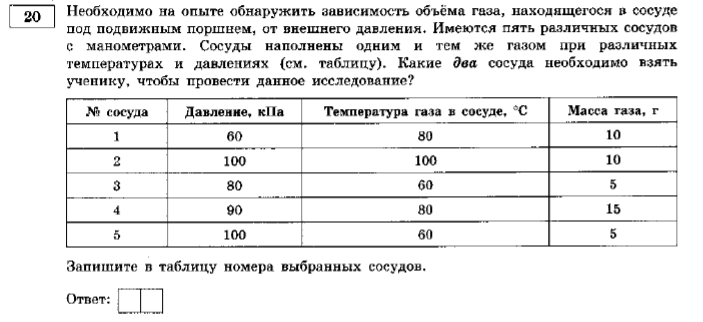 20
Необходимо на опыте обнаружить зависимость объёма газа, находящегося в сосуде
под подвижным поршнем, от внешнего давления. Имеются пять различных сосудов
с манометрами. Сосуды наполнены одним и тем же газом при различных
температурах и давлениях (см. таблицу). Какие два сосуда необходимо взять
ученику, чтобы провести данное исследование?
№ сосуда Давление, кПа Температура газа в сосуде, °С Масса газа, г
1 60 80 10
2 100 100 10
3 80 60 5
4 90 80 15
5 100 60 5
Запишите в таблицу номера выбранных сосудов.
Ответ: